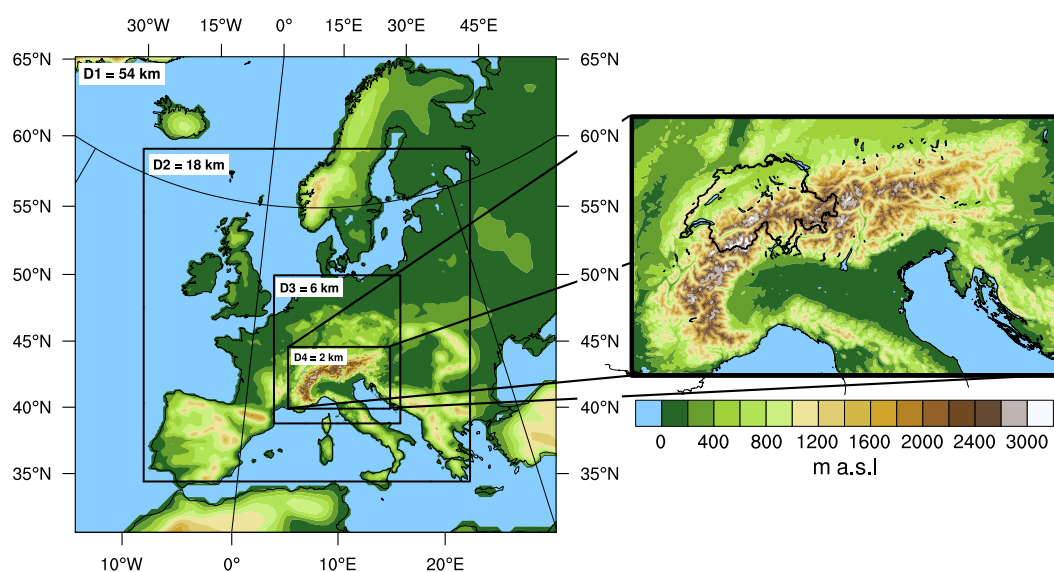 30°W 15°W 0° 15°E 30°E 45°E
65°N 65°N
D1 = 54 km
60°N 60°N
D2 = 18 km
55°N 55°N
50°N 50°N
D3 = 6 km
45°N 45°N
D4 = 2 km
40°N 40°N
0 400 800 1200 1600 2000 2400 3000
m a.s.l
35°N 35°N
10°W 0° 10°E 20°E